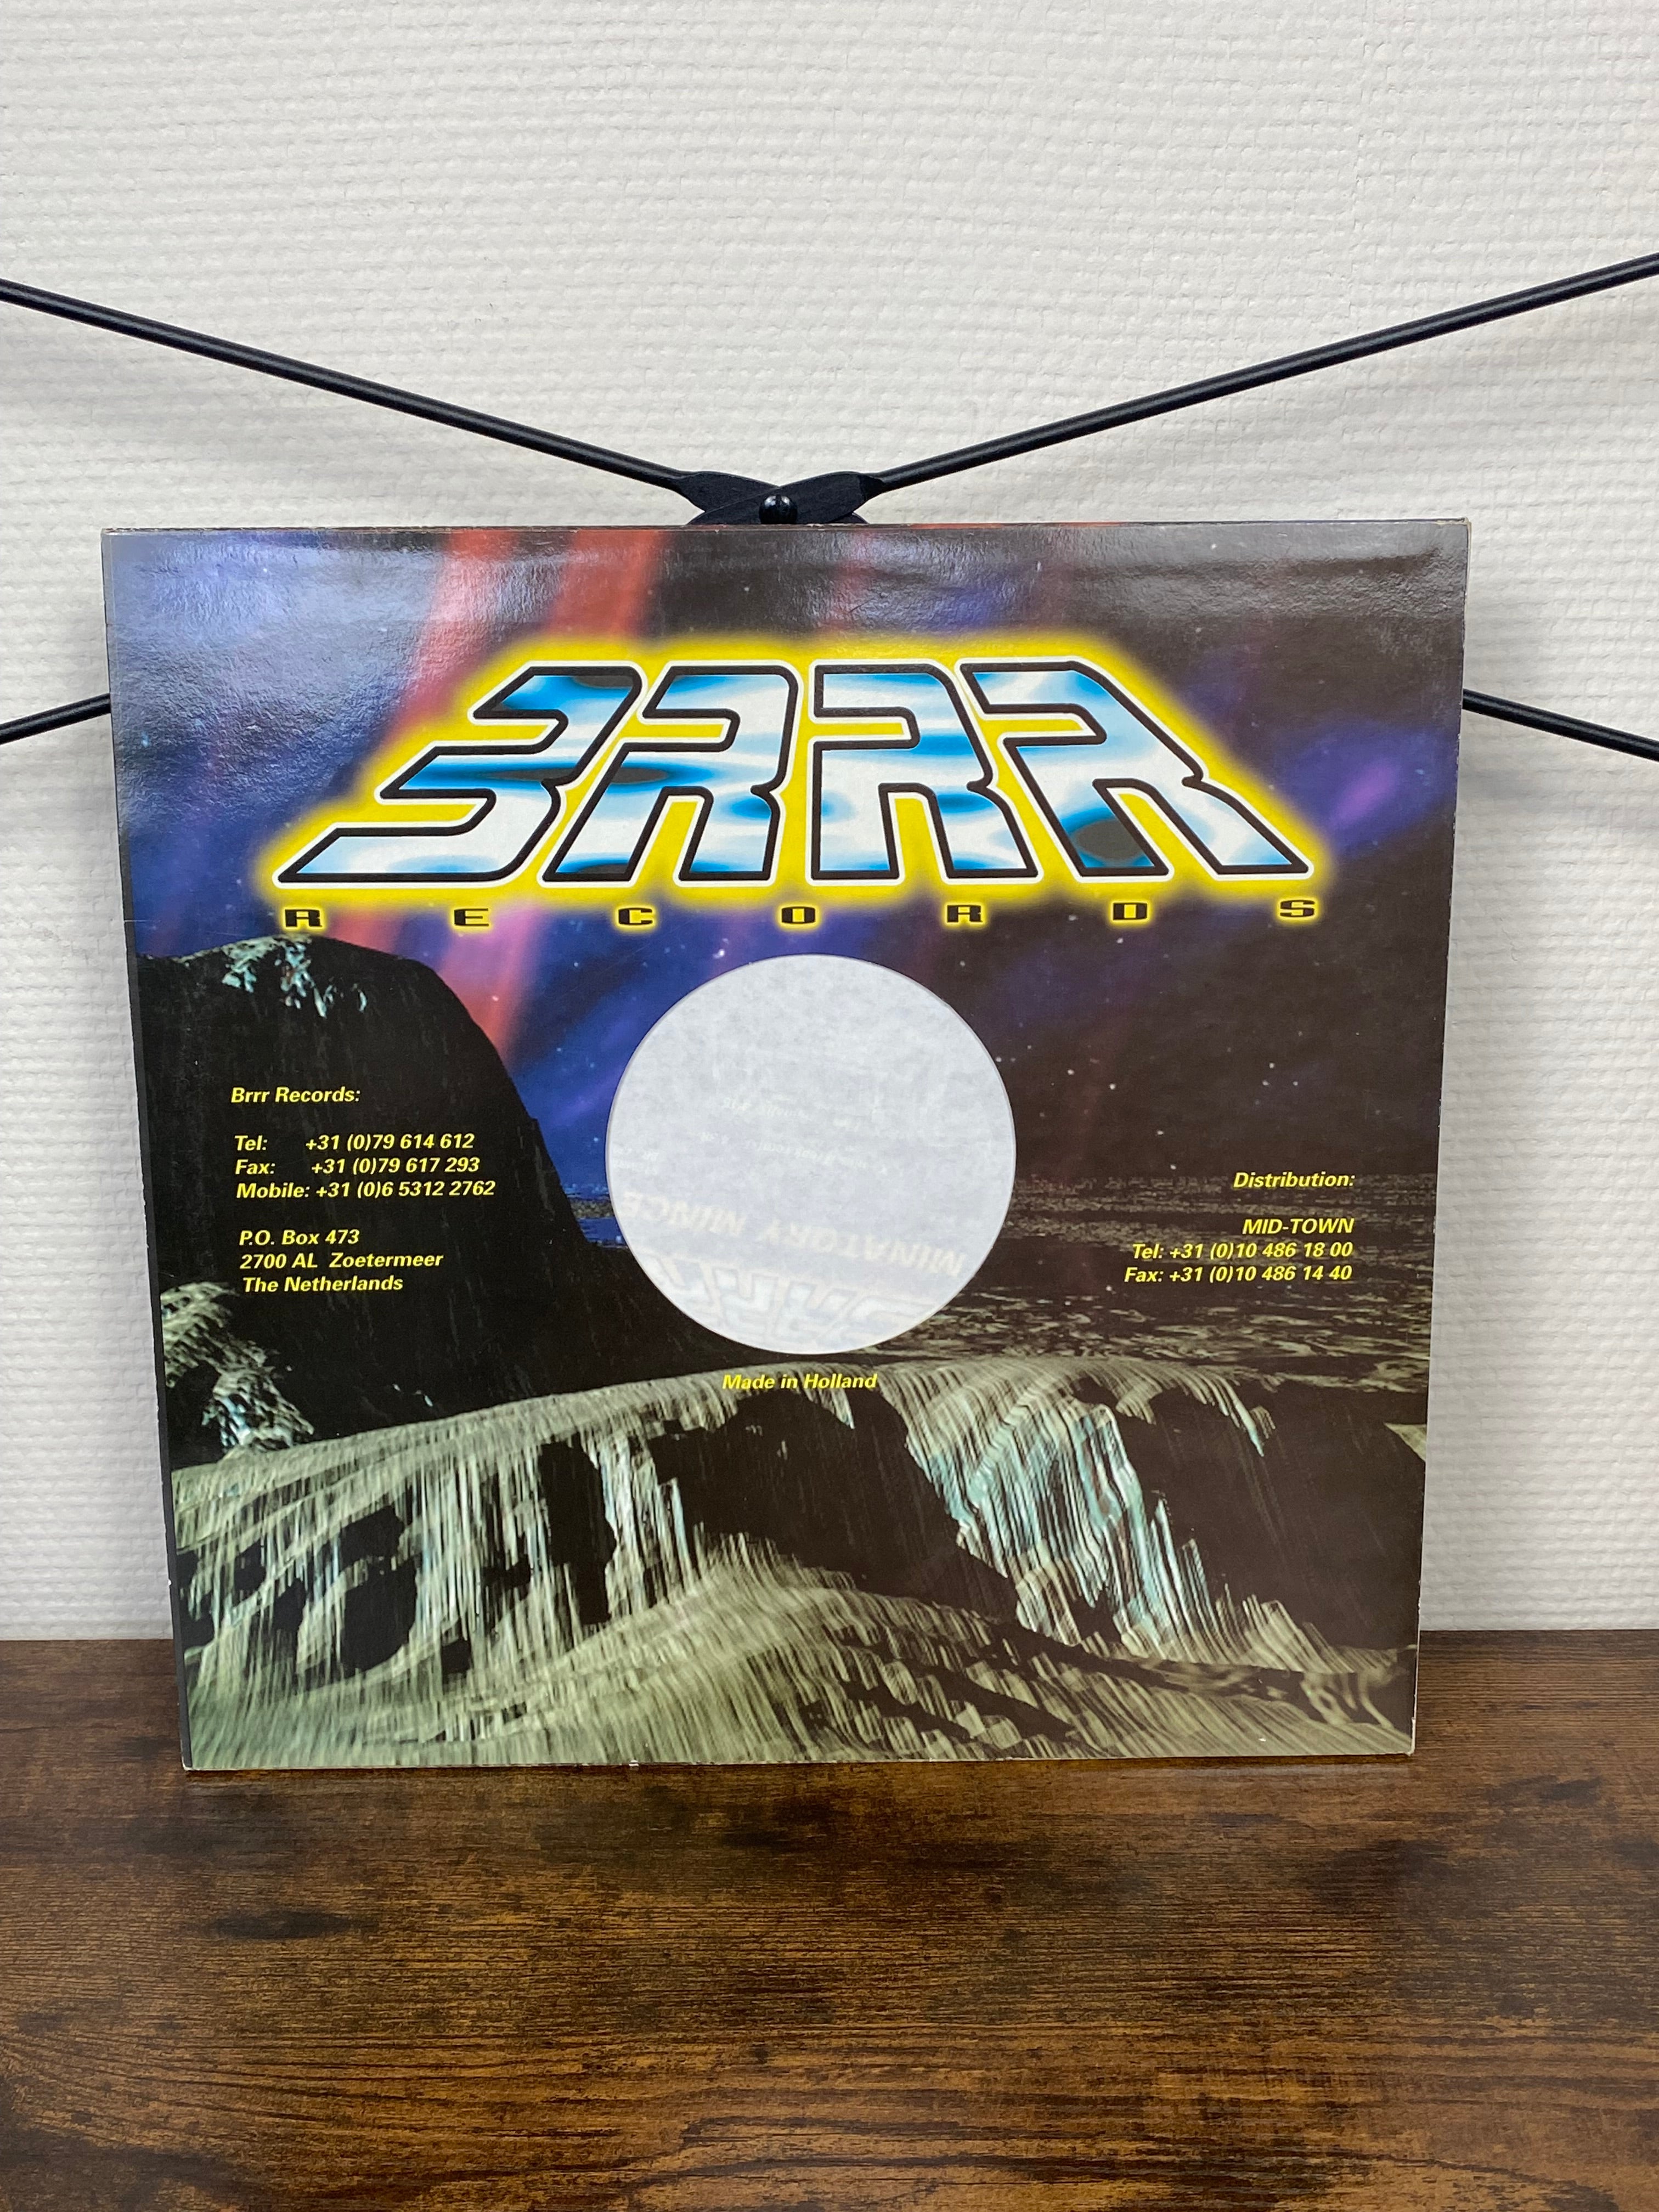 BRRR
RECORDS
Brrr Records:
Tel: +31 (0)79 614 612
Fax: +31 (0)79 617 293
Mobile: +31 (0)6 5312 2762
P.O. Box 473
2700 AL Zoetermeer
The Netherlands
Distribution:
MID-TOWN
Tel: +31 (0)10 486 18 00
Fax: +31 (0)10 486 14 40
MINATORY MINCE
Made in Holland